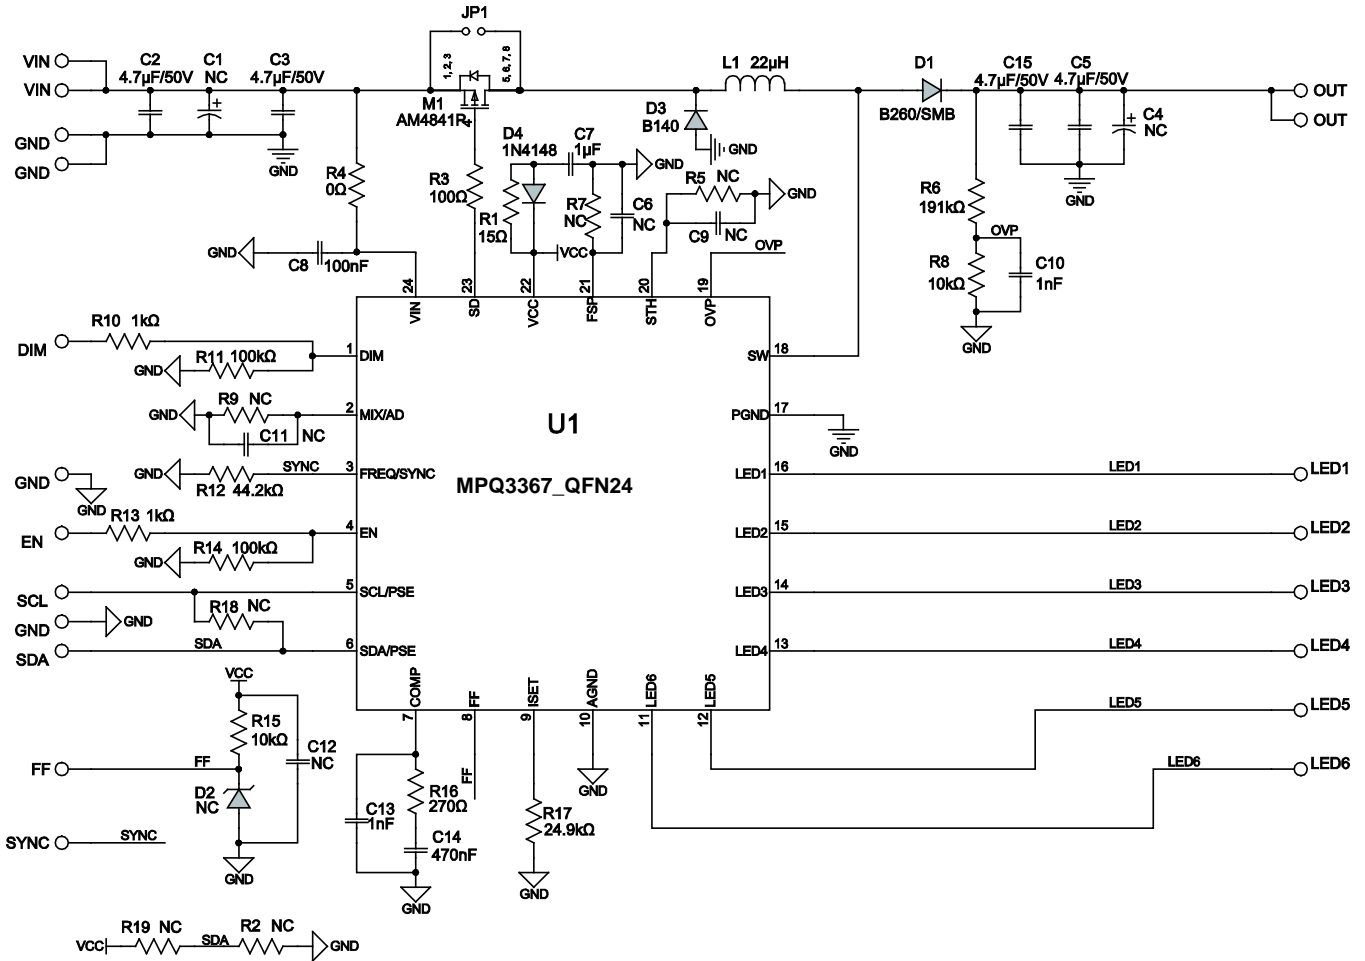 JP1
VIN
VIN
GND
GND
C2
4.7µF/50V
C1
NC
C3
4.7µF/50V
GND
1, 2, 3
5, 6, 7, 8
M1
AM4841R
L1 22µH
D1
B260/SMB
C15
4.7µF/50V
C5
4.7µF/50V
C4
NC
OUT
OUT
GND
D3
B140
GND
R4
0Ω
R3
100Ω
D4
1N4148
C7
1µF
GND
R1
15Ω
R7
NC
C6
NC
R5 NC
GND
C9 NC
OVP
R6
191kΩ
OVP
R8
10kΩ
C10
1nF
GND
GND
C8 100nF
VCC
24
VIN
23
SD
22
VCC
21
FSP
20
STH
19
OVP
DIM
R10 1kΩ
GND
R11 100kΩ
1 DIM
GND
R9 NC
C11 NC
2 MIX/AD
GND
R12 44.2kΩ
SYNC
3 FREQ/SYNC
GND
GND
EN
R13 1kΩ
GND
R14 100kΩ
4 EN
SCL
5 SCL/PSE
GND
GND
R18 NC
SDA
SDA
6 SDA/PSE
U1
MPQ3367_QFN24
SW 18
PGND 17
GND
LED1 16
LED1
LED1
LED2 15
LED2
LED2
LED3 14
LED3
LED3
LED4 13
LED4
LED4
LED5
LED5
LED6
LED6
COMP
7
FF
8
ISET
9
AGND
10
LED6
11
LED5
12
VCC
R15
10kΩ
C12
NC
FF
FF
D2
NC
GND
SYNC
SYNC
C13
1nF
R16
270Ω
C14
470nF
GND
FF
R17
24.9kΩ
GND
GND
VCC
R19 NC
SDA
R2 NC
GND